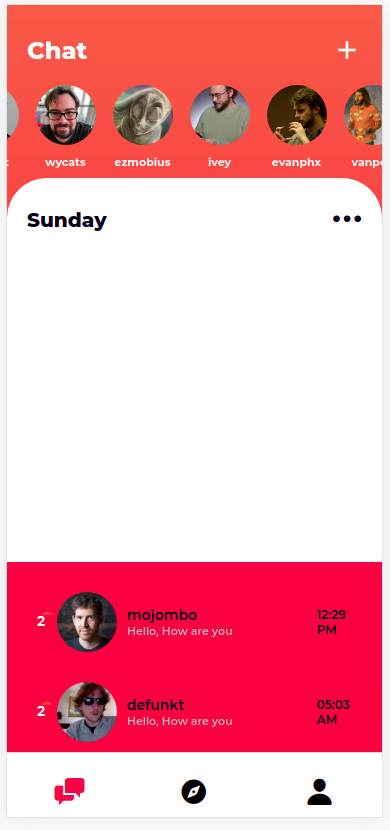 Chat
t wycats ezmobius ivey evanphx vanpe
Sunday
2 mojombo 12:29
Hello, How are you PM
2 defunkt 05:03
Hello, How are you AM